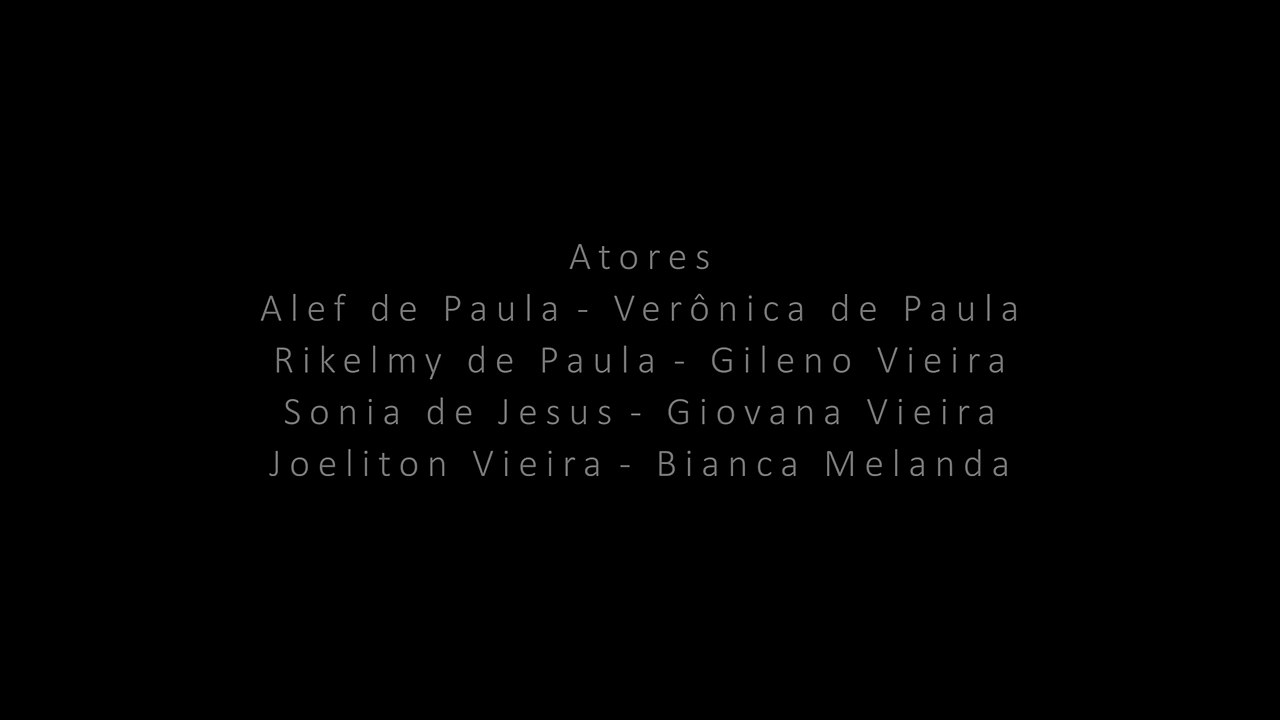 Atores
Alef de Paula - Verônica de Paula
Rikelmy de Paula - Gileno Vieira
Sonia de Jesus - Giovana Vieira
Joeliton Vieira - Bianca Melanda